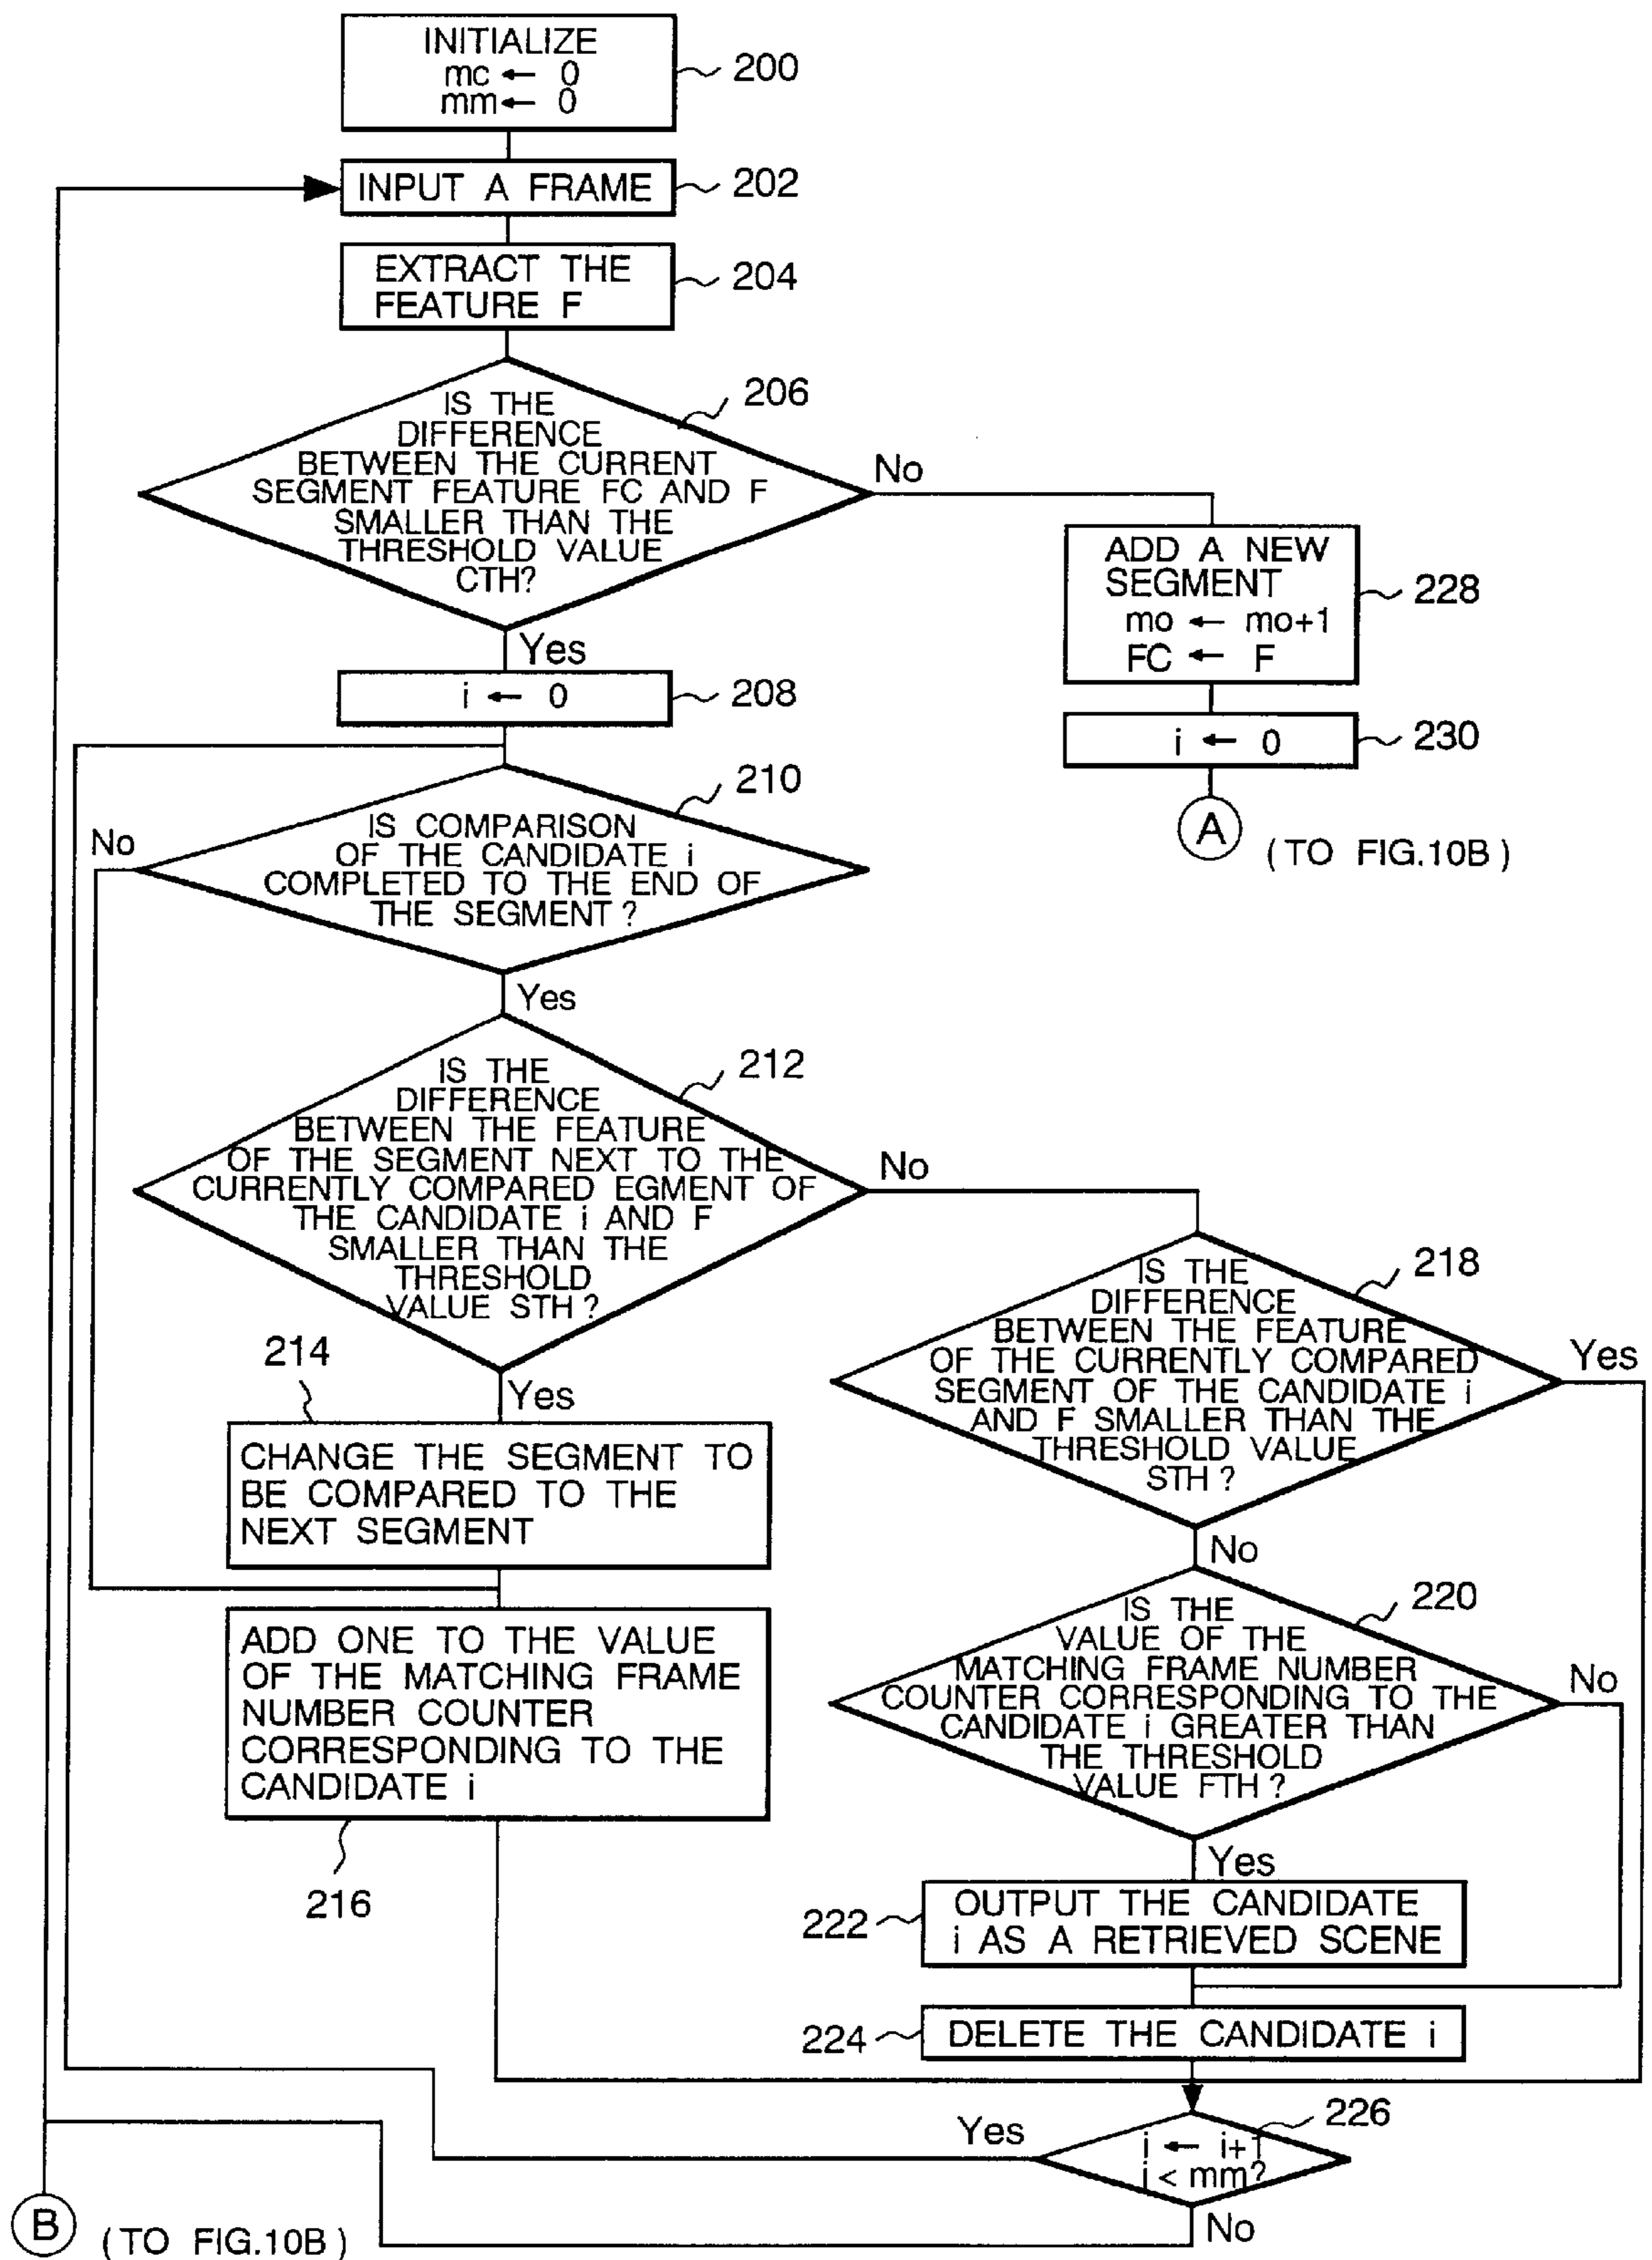 INITIALIZE
mc ← 0
mm ← 0
200
INPUT A FRAME
202
EXTRACT THE
FEATURE F
204
206
IS THE
DIFFERENCE
BETWEEN THE CURRENT
SEGMENT FEATURE FC AND F
SMALLER THAN THE
THRESHOLD VALUE
CTH?
No
Yes
ADD A NEW
SEGMENT
mo ← mo+1
FC ← F
228
i ← 0
208
i ← 0
230
A
(TO FIG.10B)
210
No
IS COMPARISON
OF THE CANDIDATE i
COMPLETED TO THE END OF
THE SEGMENT ?
Yes
212
IS THE
DIFFERENCE
BETWEEN THE FEATURE
OF THE SEGMENT NEXT TO THE
CURRENTLY COMPARED EGMENT OF
THE CANDIDATE i AND F
SMALLER THAN THE
THRESHOLD
VALUE STH ?
No
Yes
214
CHANGE THE SEGMENT TO
BE COMPARED TO THE
NEXT SEGMENT
218
IS THE
DIFFERENCE
BETWEEN THE FEATURE
OF THE CURRENTLY COMPARED
SEGMENT OF THE CANDIDATE i
AND F SMALLER THAN THE
THRESHOLD VALUE
STH ?
Yes
No
ADD ONE TO THE VALUE
OF THE MATCHING FRAME
NUMBER COUNTER
CORRESPONDING TO THE
CANDIDATE i
216
220
IS THE
VALUE OF THE
MATCHING FRAME NUMBER
COUNTER CORRESPONDING TO THE
CANDIDATE i GREATER THAN
THE THRESHOLD
VALUE FTH ?
No
Yes
222
OUTPUT THE CANDIDATE
i AS A RETRIEVED SCENE
224
DELETE THE CANDIDATE i
226
Yes
i ← i+1
i < mm?
No
B
(TO FIG.10B)